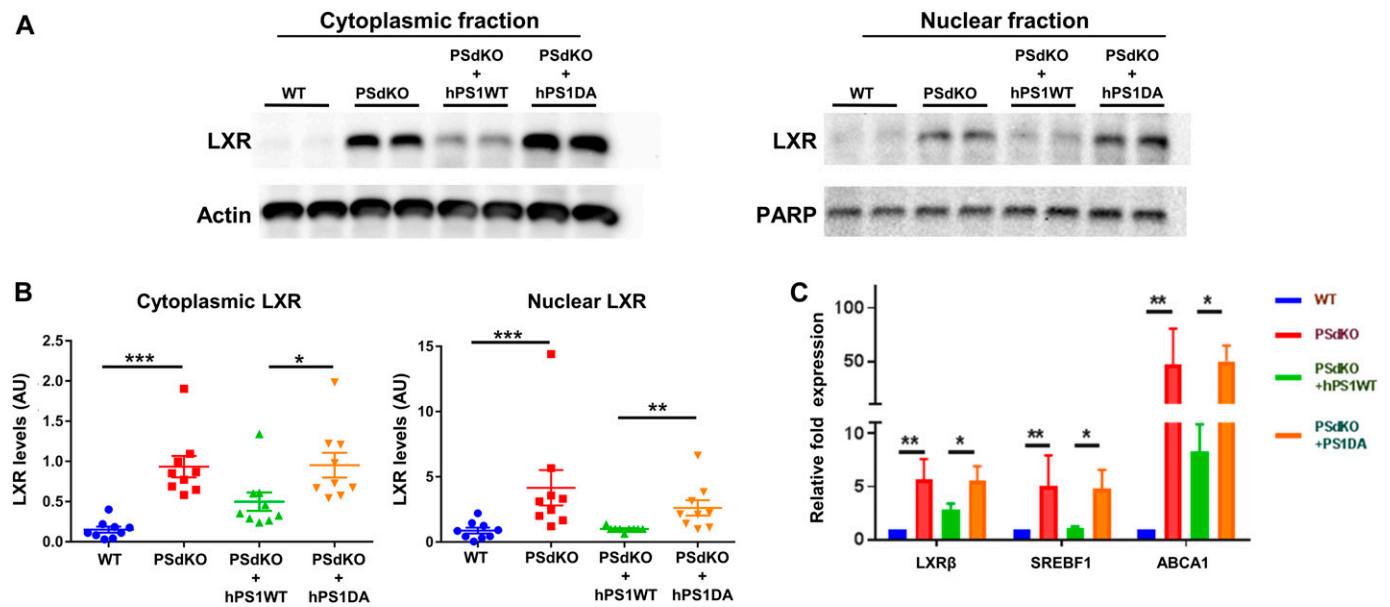 A
Cytoplasmic fraction
Nuclear fraction
WT
PSdKO
PSdKO
+
hPS1WT
PSdKO
+
hPS1DA
WT
PSdKO
PSdKO
+
hPS1WT
PSdKO
+
hPS1DA
LXR
Actin
LXR
PARP
B
Cytoplasmic LXR
LXR levels (AU)
2.5
2.0
1.5
1.0
0.5
0.0
***
*
WT
PSdKO
PSdKO
+
hPS1WT
PSdKO
+
hPS1DA
Nuclear LXR
LXR levels (AU)
15
10
5
0
***
**
WT
PSdKO
PSdKO
+
hPS1WT
PSdKO
+
hPS1DA
C
Relative fold expression
100
50
10
5
0
**
*
**
*
**
*
LXRβ
SREBF1
ABCA1
WT
PSdKO
PSdKO
+hPS1WT
PSdKO
+PS1DA